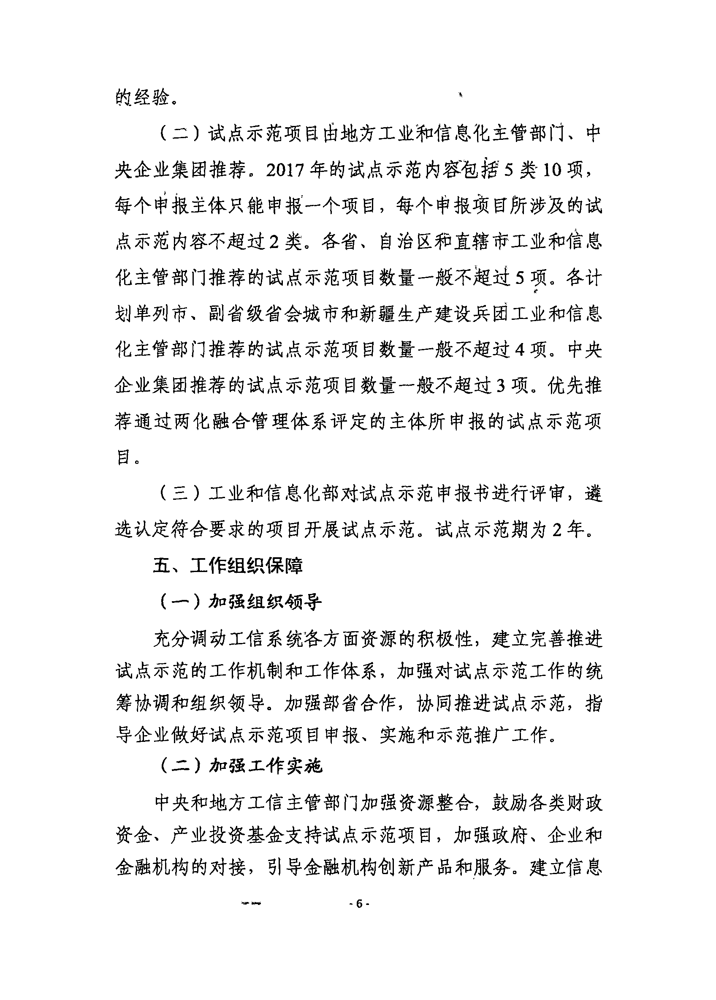 的经验。
（二）试点示范项目由地方工业和信息化主管部门、中
央企业集团推荐。2017 年的试点示范内容包括 5 类 10 项，
每个申报主体只能申报一个项目，每个申报项目所涉及的试
点示范内容不超过 2 类。各省、自治区和直辖市工业和信息
化主管部门推荐的试点示范项目数量一般不超过 5 项。各计
划单列市、副省级省会城市和新疆生产建设兵团工业和信息
化主管部门推荐的试点示范项目数量一般不超过 4 项。中央
企业集团推荐的试点示范项目数量一般不超过 3 项。优先推
荐通过两化融合管理体系评定的主体所申报的试点示范项
目。
（三）工业和信息化部对试点示范申报书进行评审，遴
选认定符合要求的项目开展试点示范。试点示范期为 2 年。
五、工作组织保障
（一）加强组织领导
充分调动工信系统各方面资源的积极性，建立完善推进
试点示范的工作机制和工作体系，加强对试点示范工作的统
筹协调和组织领导。加强部省合作，协同推进试点示范，指
导企业做好试点示范项目申报、实施和示范推广工作。
（二）加强工作实施
中央和地方工信主管部门加强资源整合，鼓励各类财政
资金、产业投资基金支持试点示范项目，加强政府、企业和
金融机构的对接，引导金融机构创新产品和服务。建立信息
- 6 -